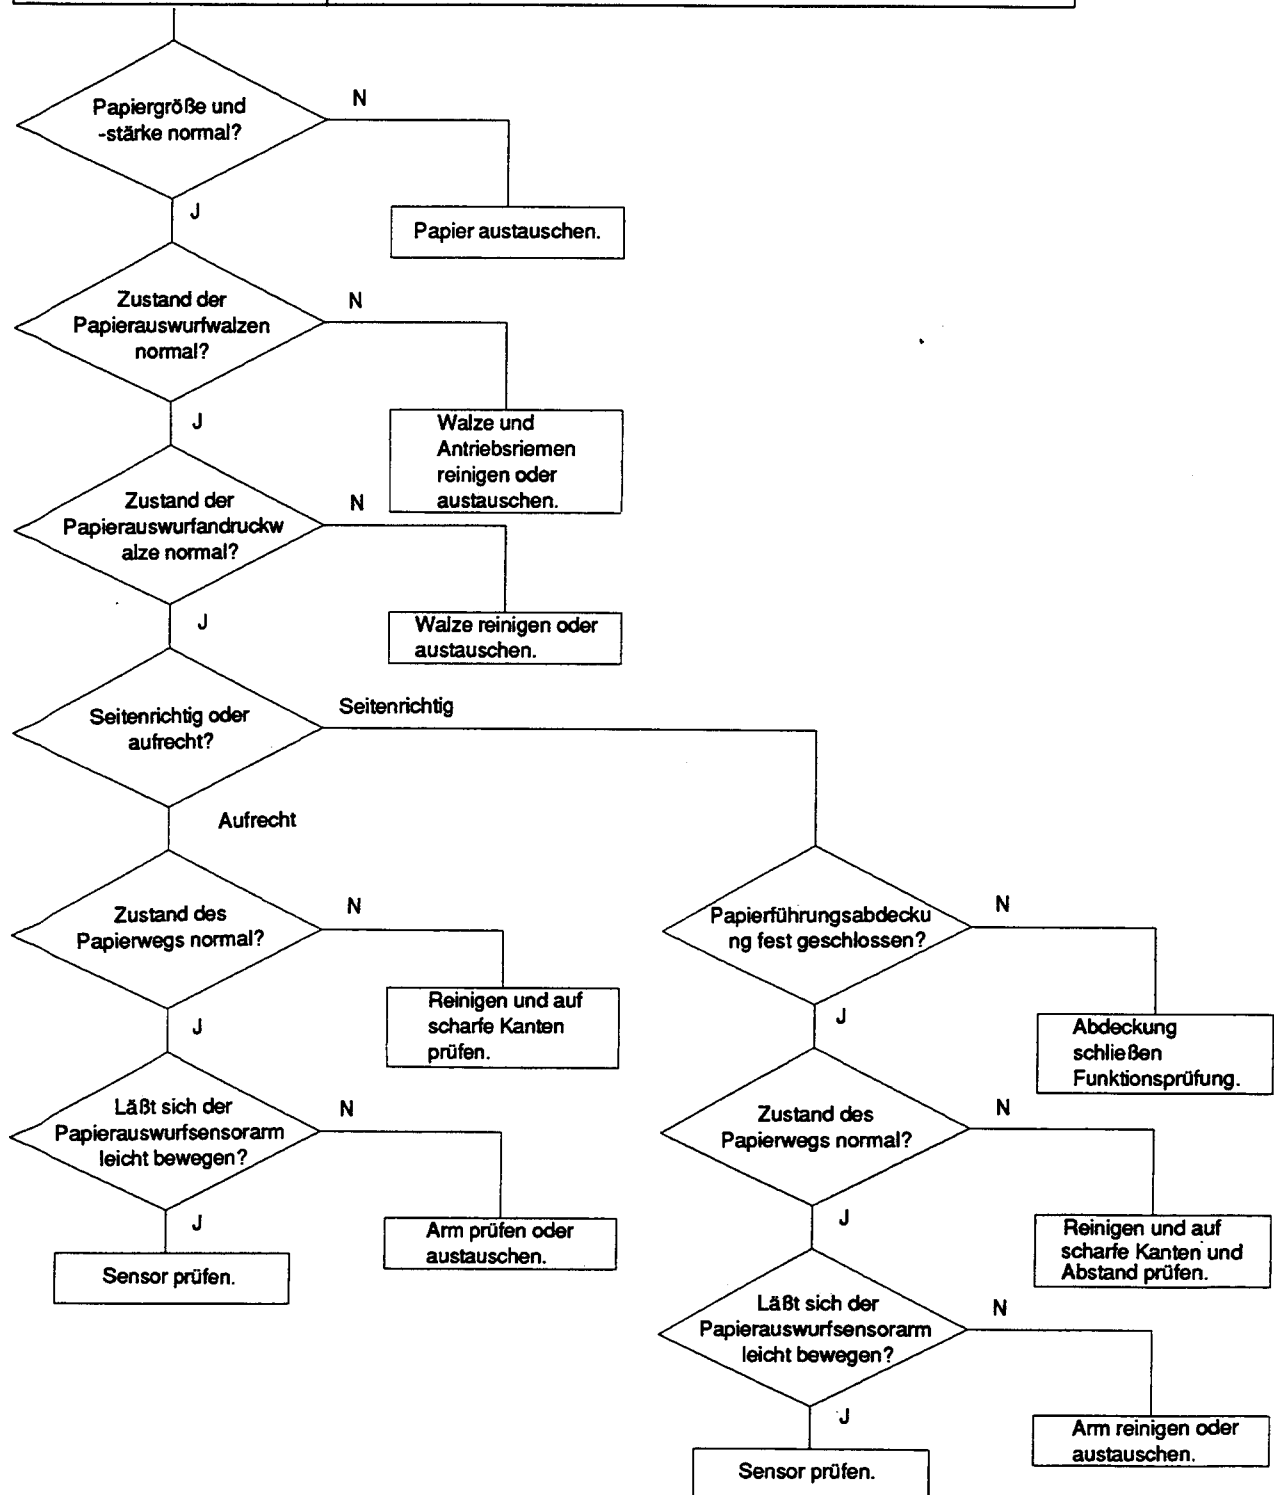 Papiergröße und
-stärke normal?
N
J
Papier austauschen.
Zustand der
Papierauswurfwalzen
normal?
N
J
Walze und
Antriebsriemen
reinigen oder
austauschen.
Zustand der
Papierauswurfandruckw
alze normal?
N
J
Walze reinigen oder
austauschen.
Seitenrichtig oder
aufrecht?
Seitenrichtig
Aufrecht
Zustand des
Papierwegs normal?
N
J
Reinigen und auf
scharfe Kanten
prüfen.
Läßt sich der
Papierauswurfsensorarm
leicht bewegen?
N
J
Arm prüfen oder
austauschen.
Sensor prüfen.
Papierführungsabdecku
ng fest geschlossen?
N
J
Abdeckung
schließen
Funktionsprüfung.
Zustand des
Papierwegs normal?
N
J
Reinigen und auf
scharfe Kanten und
Abstand prüfen.
Läßt sich der
Papierauswurfsensorarm
leicht bewegen?
N
J
Arm reinigen oder
austauschen.
Sensor prüfen.